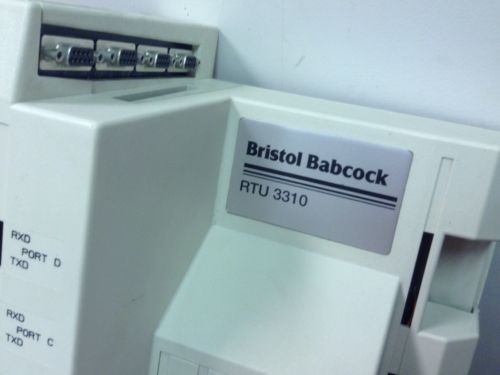 Bristol Babcock
RTU 3310
RXD
PORT D
TXD
RXD
PORT C
TXD